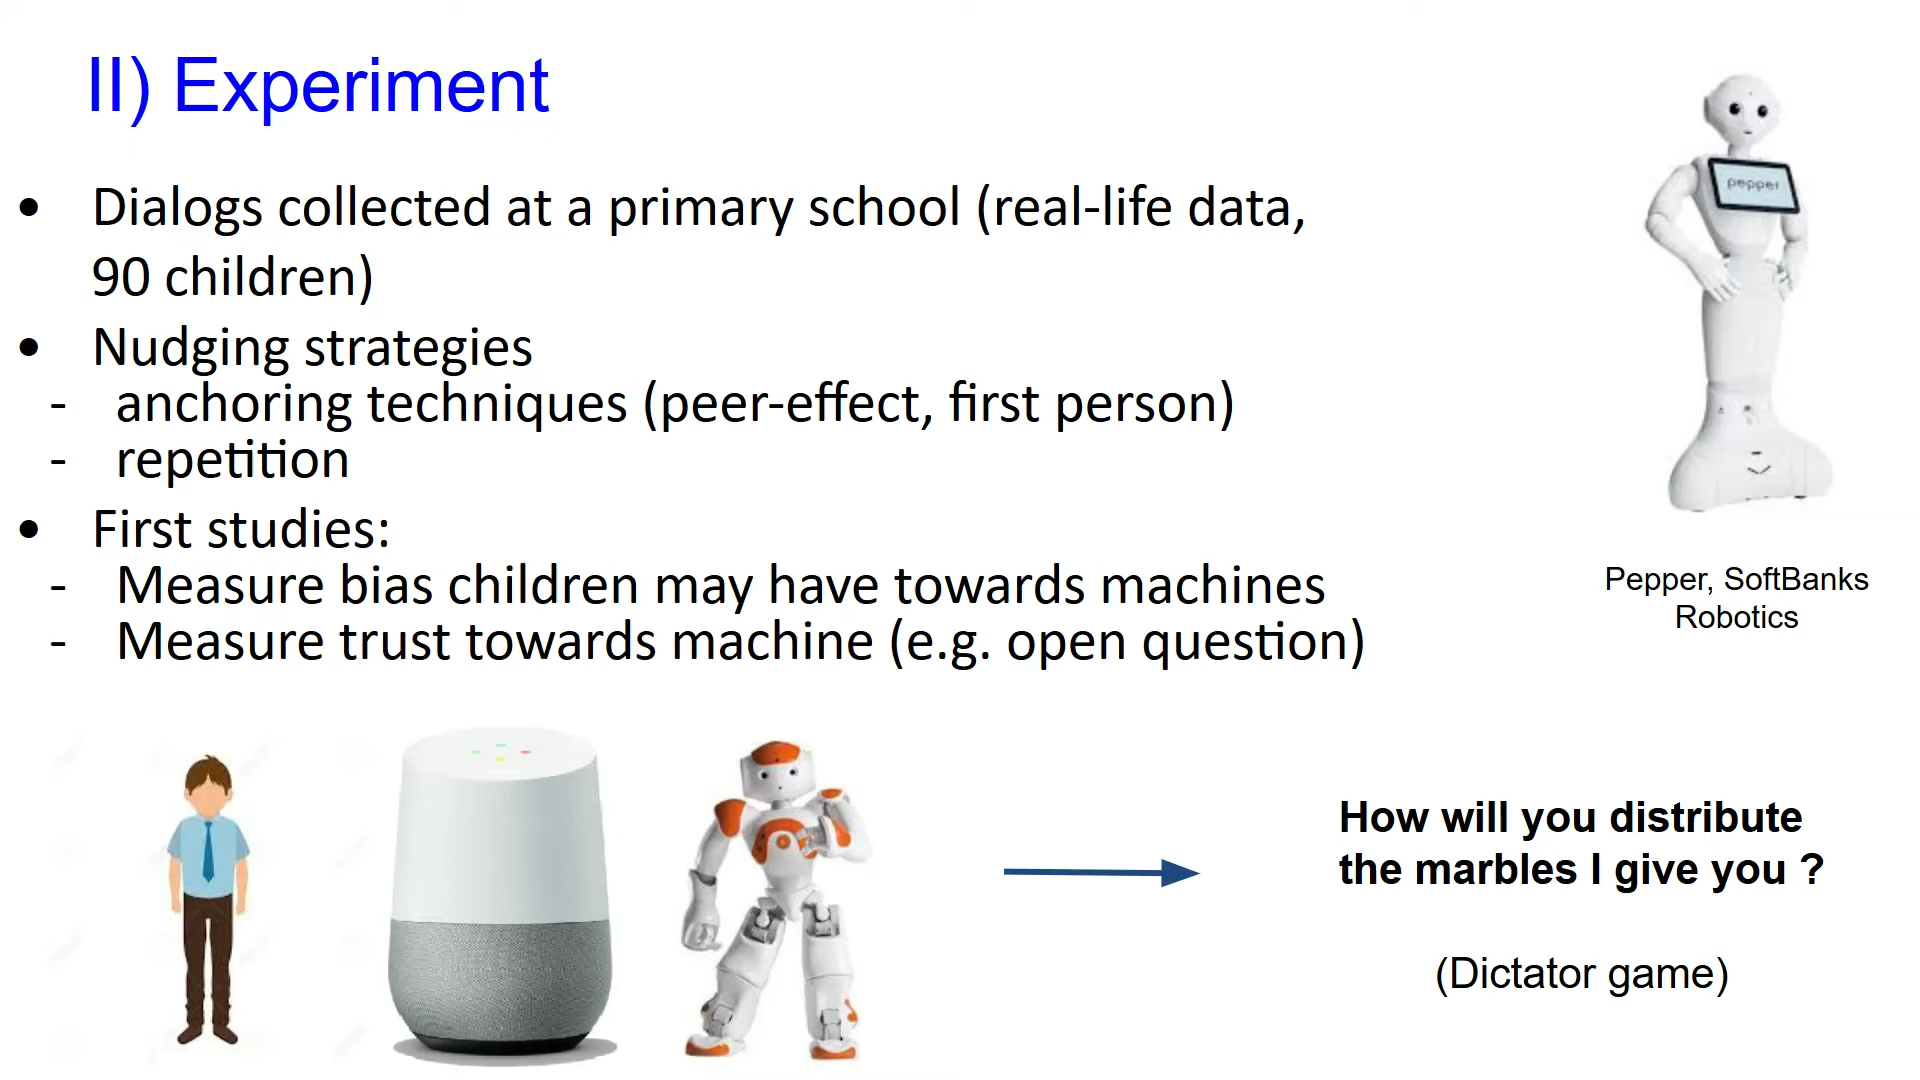 II) Experiment
• Dialogs collected at a primary school (real-life data,
90 children)
• Nudging strategies
- anchoring techniques (peer-effect, first person)
- repetition
• First studies:
- Measure bias children may have towards machines
- Measure trust towards machine (e.g. open question)
pepper
Pepper, SoftBanks
Robotics
How will you distribute
the marbles I give you ?
(Dictator game)